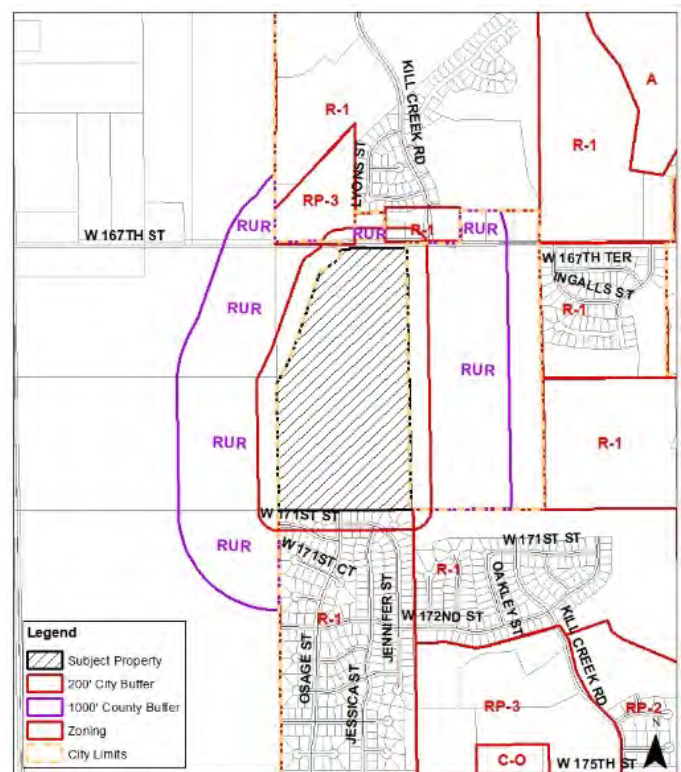 A
KILL CREEK RD
R-1
R-1
LYONS ST
RP-3
RUR
RUR
R-1
RUR
W 167TH ST
W 167TH TER
INGALLS ST
R-1
RUR
RUR
RUR
R-1
W 171ST ST
W 171ST CT
RUR
W 171ST ST
R-1
OAKLEY ST
JENNIFER ST
W 172ND ST
R-1
KILL CREEK RD
OSAGE ST
JESSICA ST
RP-3
RP-2
C-O
W 175TH ST
N
Legend
Subject Property
200' City Buffer
1000' County Buffer
Zoning
City Limits